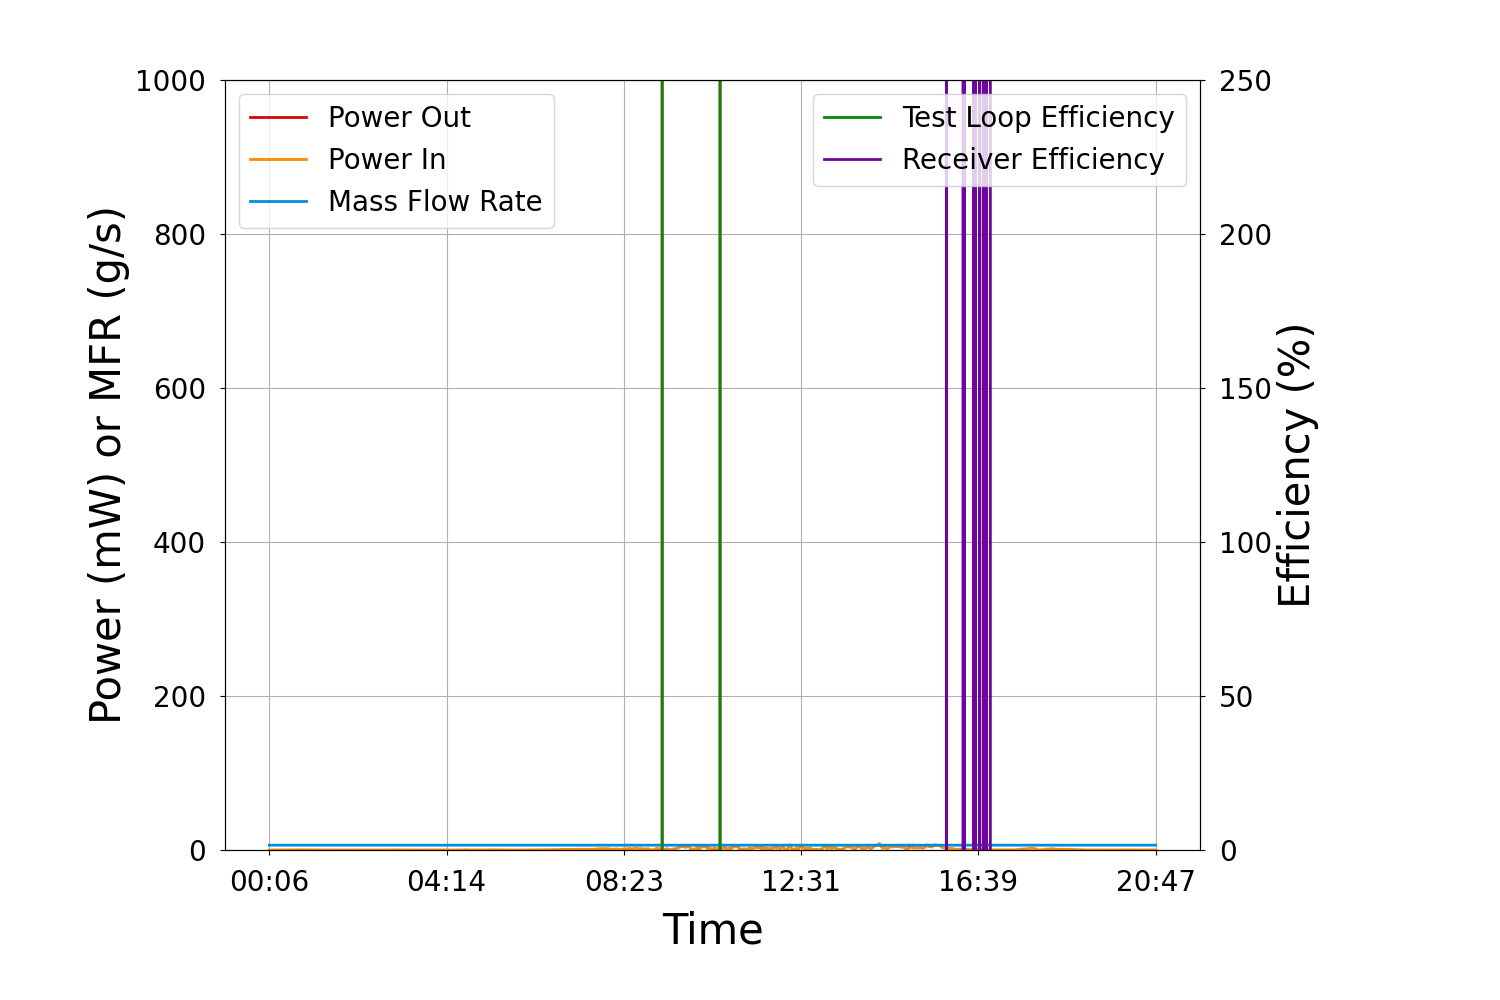 1000
800
600
400
200
0
Power (mW) or MFR (g/s)
Power Out
Power In
Mass Flow Rate
Test Loop Efficiency
Receiver Efficiency
250
200
150
100
50
0
Efficiency (%)
00:06 04:14 08:23 12:31 16:39 20:47
Time